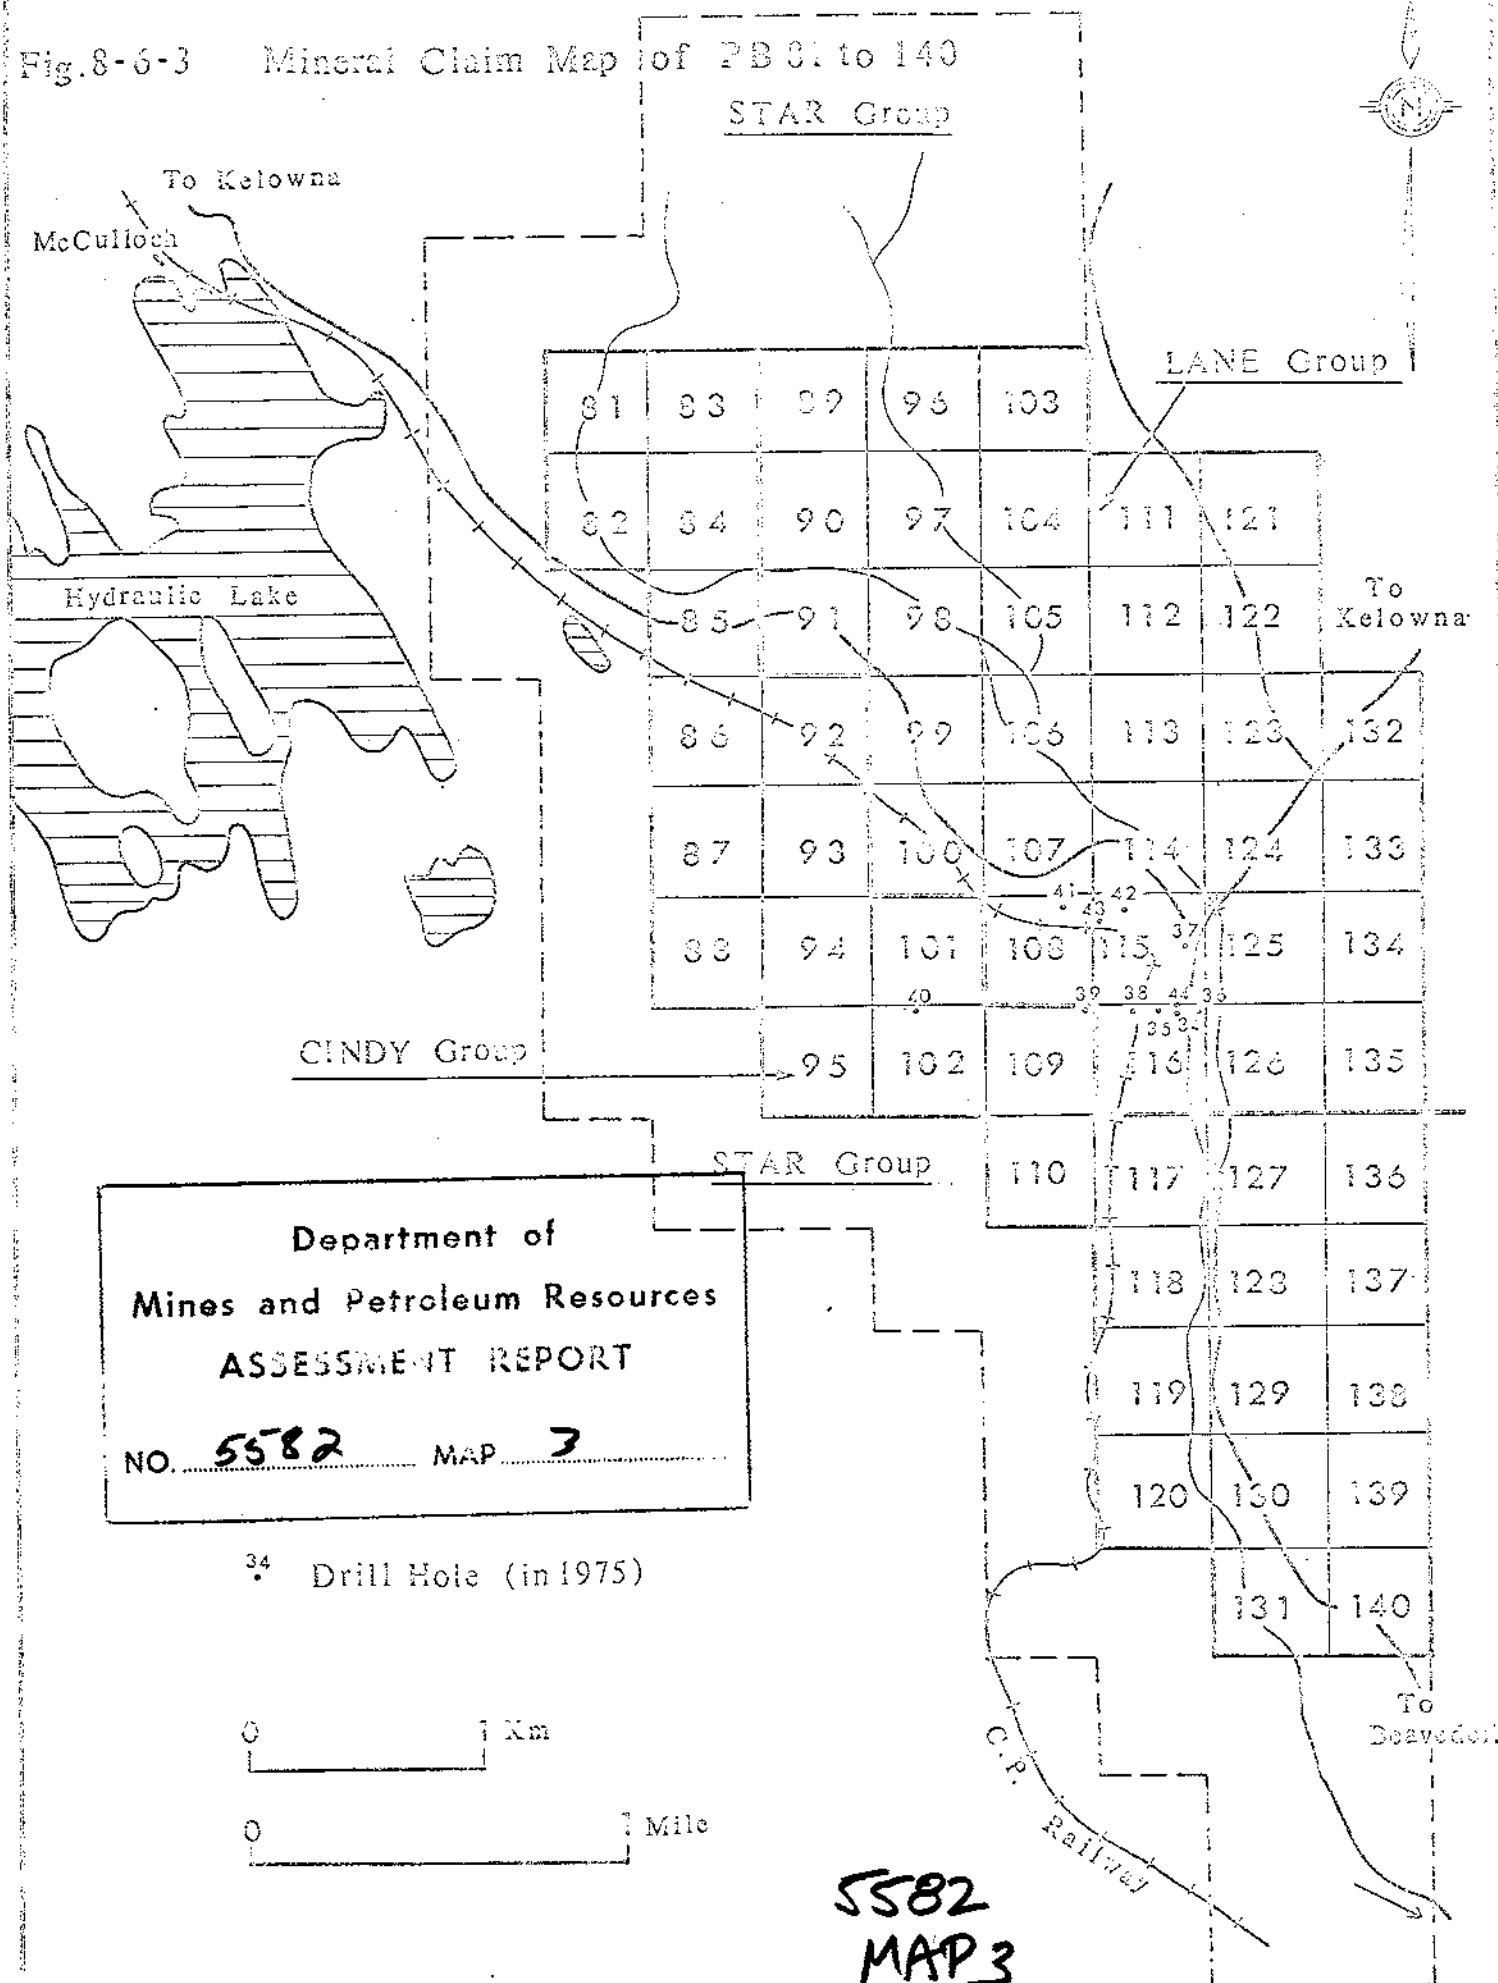 Fig.8-6-3 Mineral Claim Map of PB 81 to 140
STAR Group
N
To Kelowna
McCulloch
LANE Group
81 83 89 96 103
82 84 90 97 104 111 121
Hydraulic Lake
To
Kelowna
85 91 98 105 112 122
86 92 99 106 113 123 132
87 93 100 107 114 124 133
41 42
43
37
88 94 101 108 115 125 134
40 39 38 44 36
35 34
CINDY Group
95 102 109 116 126 135
STAR Group
110 117 127 136
Department of
Mines and Petroleum Resources
ASSESSMENT REPORT
NO. 5582 MAP 3
118 128 137
119 129 138
120 130 139
34 Drill Hole (in 1975)
131 140
To
0 1 Km
C.P. Railway
0 1 Mile
5582
MAP 3